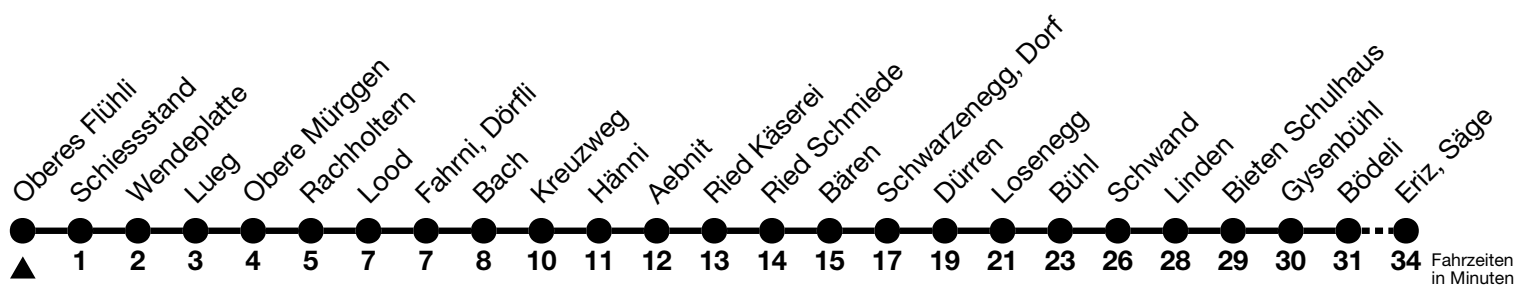 Oberes Flühli
Schiessstand
Wendeplatte
Lueg
Obere Mürggen
Rachholtern
Lood
Fahrni, Dörfli
Bach
Kreuzweg
Hänni
Aebnit
Ried Käserei
Ried Schmiede
Bären
Schwarzenegg, Dorf
Dürren
Losenegg
Bühl
Schwand
Linden
Bieten Schulhaus
Gysenbühl
Bödeli
Eriz, Säge
1 2 3 4 5 7 7 8 10 11 12 13 14 15 17 19 21 23 26 28 29 30 31 34
Fahrzeiten
in Minuten